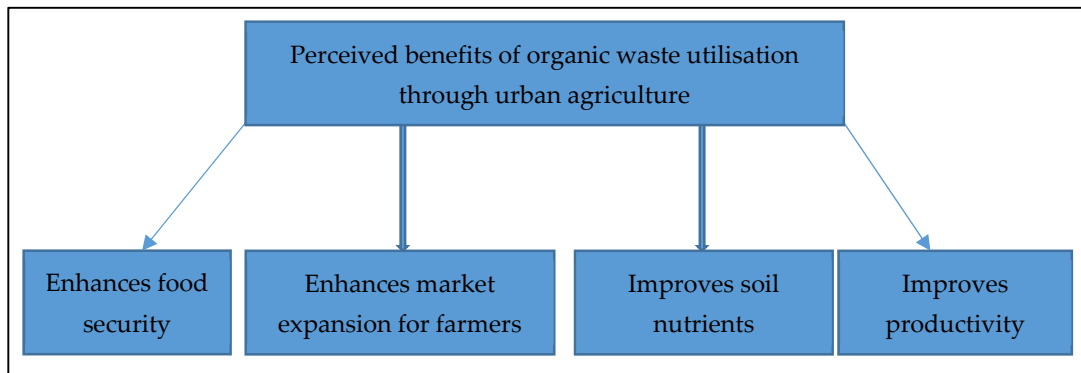 Perceived benefits of organic waste utilisation
through urban agriculture
Enhances food
security
Enhances market
expansion for farmers
Improves soil
nutrients
Improves
productivity